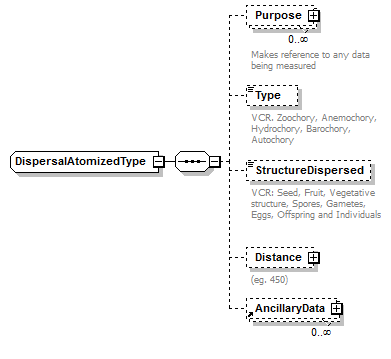 Purpose
0..∞
Makes reference to any data
being measured
Type
VCR. Zoochory, Anemochory,
Hydrochory, Barochory,
Autochory
DispersalAtomizedType
StructureDispersed
VCR: Seed, Fruit, Vegetative
structure, Spores, Gametes,
Eggs, Offspring and Individuals
Distance
(eg. 450)
AncillaryData
0..∞